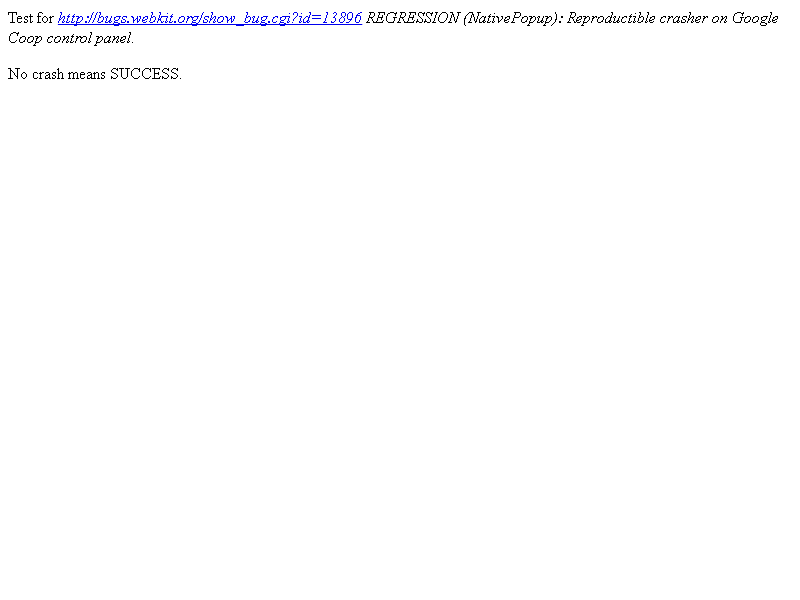 Test for http://bugs.webkit.org/show_bug.cgi?id=13896 REGRESSION (NativePopup): Reproductible crasher on Google
Coop control panel.
No crash means SUCCESS.